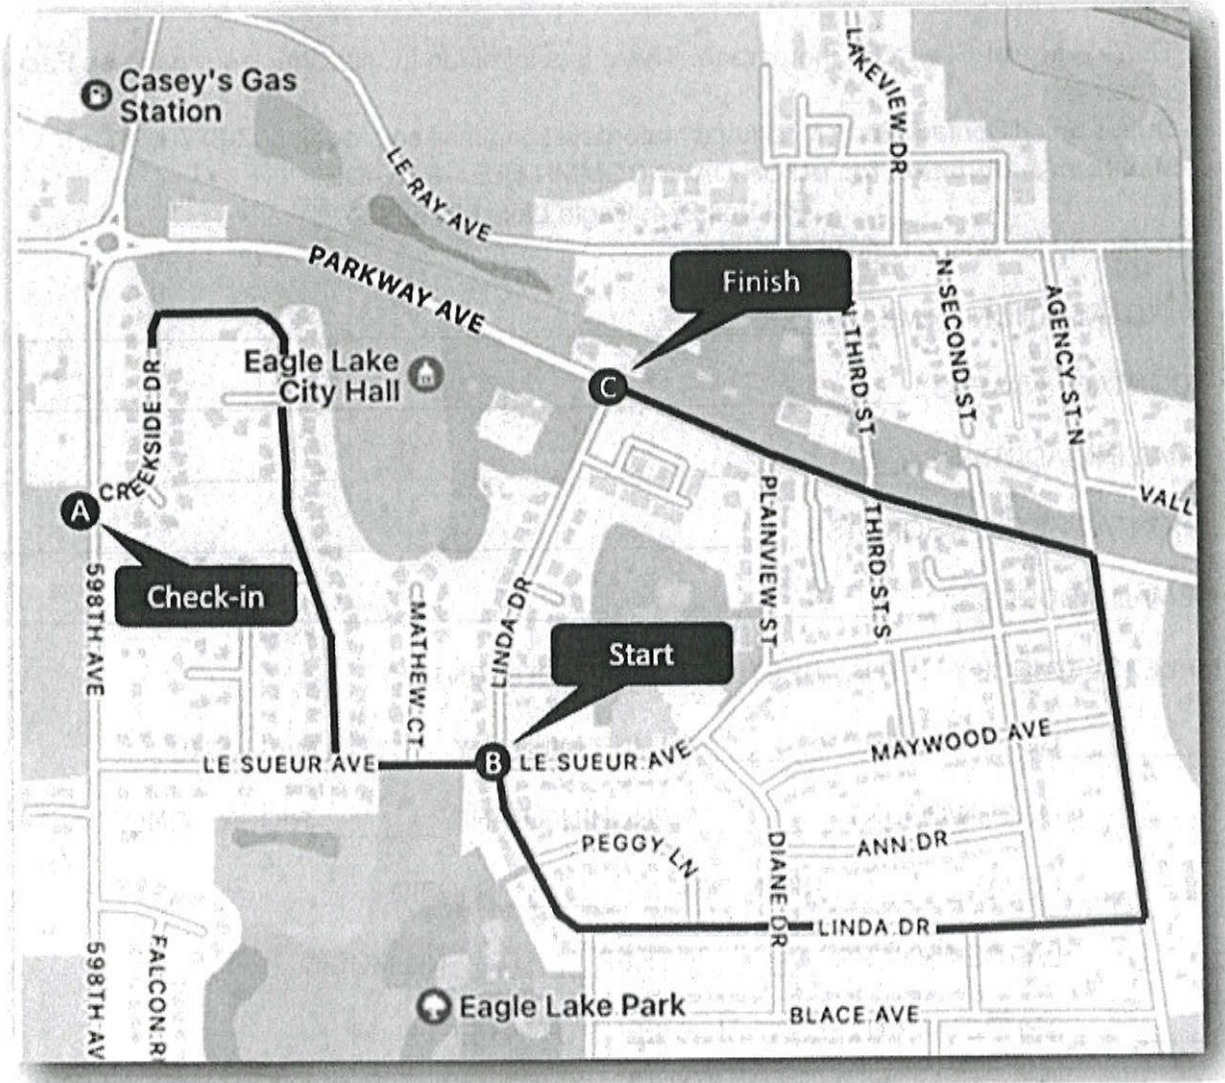 LAKEVIEW DR
Casey's Gas
Station
LE RAY AVE
PARKWAY AVE
Finish
N SECOND ST
AGENCY ST N
N THIRD ST
Eagle Lake
City Hall
C
CREEKSIDE DR
A
VALL
PLAINVIEW ST
THIRD ST S
Check-in
598TH AVE
MATHEW CT
LINDA DR
Start
LE SUEUR AVE
B
LE SUEUR AVE
MAYWOOD AVE
PEGGY LN
DIANE DR
ANN DR
LINDA DR
598TH AV
FALCON R
Eagle Lake Park
BLACE AVE